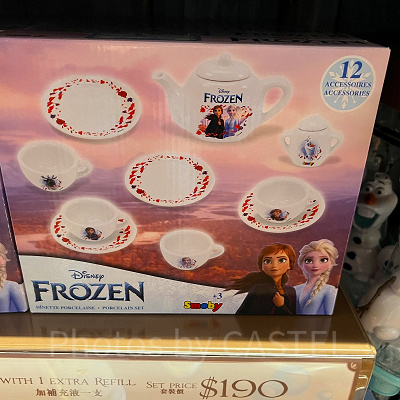 12
ACCESSOIRES
ACCESSORIES
Disney
FROZEN
Disney
FROZEN
DÎNETTE PORCELAINE • PORCELAIN SET
+3
Smoby
Photos by CASTEL
WITH 1 EXTRA REFILL
加補充液一支
SET PRICE
套裝價
$190